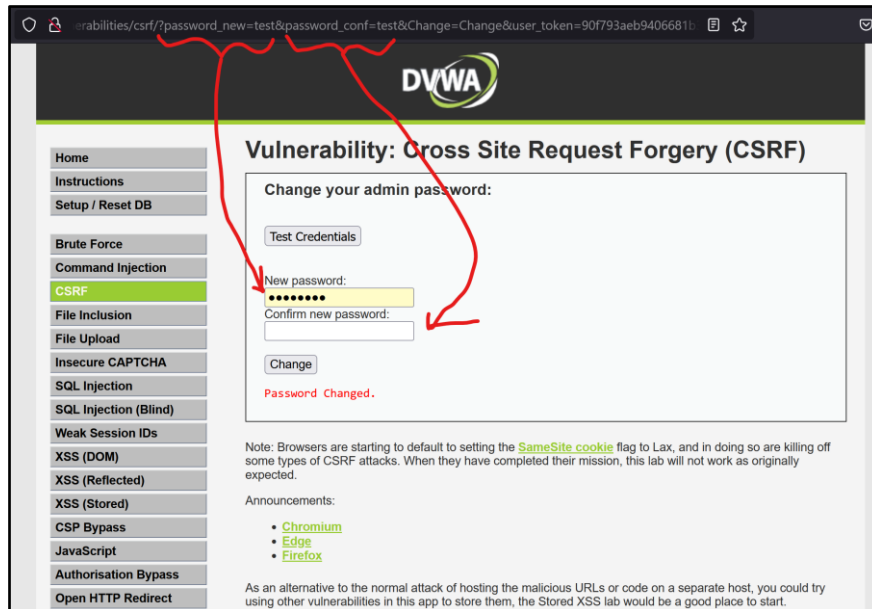 erabilities/csrf/?password_new=test&password_conf=test&Change=Change&user_token=90f793aeb9406681b
DVWA
Home
Instructions
Setup / Reset DB
Brute Force
Command Injection
CSRF
File Inclusion
File Upload
Insecure CAPTCHA
SQL Injection
SQL Injection (Blind)
Weak Session IDs
XSS (DOM)
XSS (Reflected)
XSS (Stored)
CSP Bypass
JavaScript
Authorisation Bypass
Open HTTP Redirect
Vulnerability: Cross Site Request Forgery (CSRF)
Change your admin password:
Test Credentials
New password:
••••••••
Confirm new password:
Change
Password Changed.
Note: Browsers are starting to default to setting the SameSite cookie flag to Lax, and in doing so are killing off
some types of CSRF attacks. When they have completed their mission, this lab will not work as originally
expected.
Announcements:
• Chromium
• Edge
• Firefox
As an alternative to the normal attack of hosting the malicious URLs or code on a separate host, you could try
using other vulnerabilities in this app to store them, the Stored XSS lab would be a good place to start.